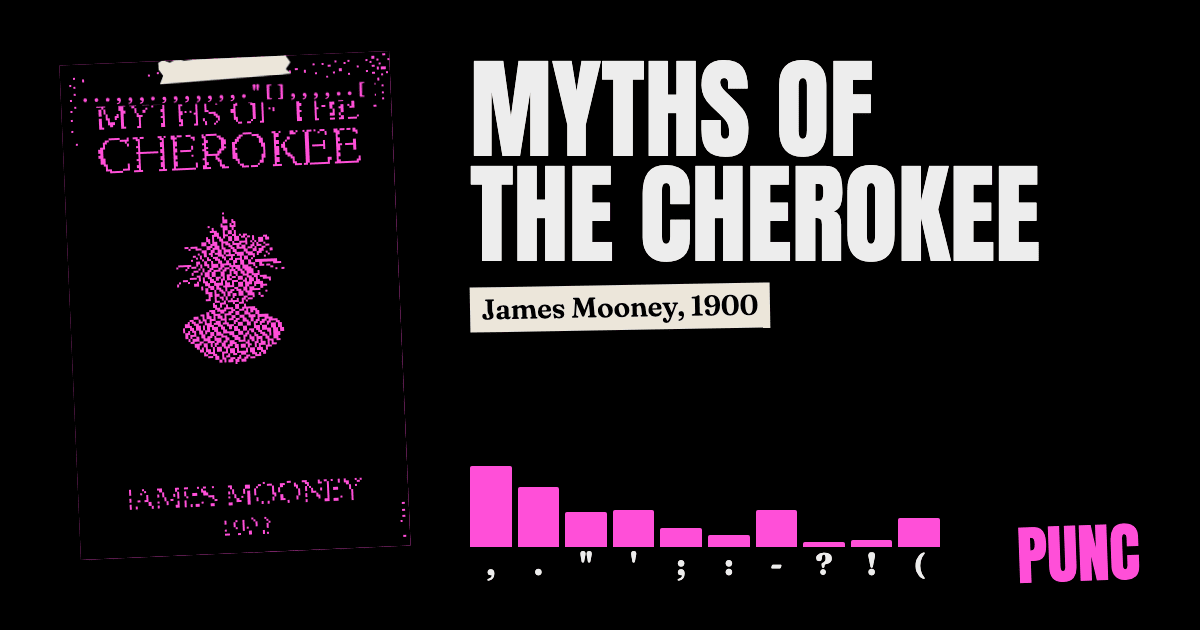 ..,,,,,,,,,,,,."[],,,,,..[
MYTHS OF THE
CHEROKEE
JAMES MOONEY
MYTHS OF
THE CHEROKEE
James Mooney, 1900
, . " ' ; : - ? ! (
PUNC